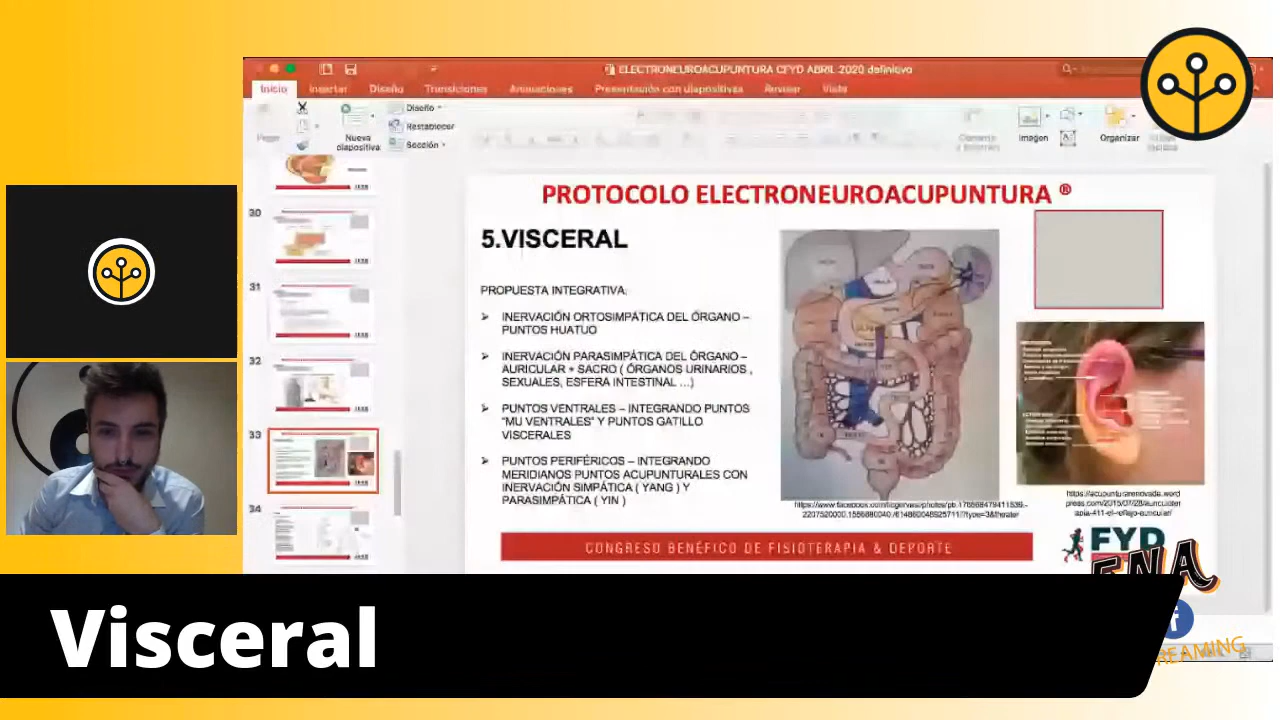 ELECTRONEUROACUPUNTURA CFYD ABRIL 2020 definitivo
Inicio Insertar Diseño Transiciones Animaciones Presentación con diapositivas Revisar Vista
Pegar
Nueva
diapositiva
Diseño
Restablecer
Sección
Imagen
Organizar
30
31
32
33
34
PROTOCOLO ELECTRONEUROACUPUNTURA ®
5.VISCERAL
PROPUESTA INTEGRATIVA:
INERVACIÓN ORTOSIMPÁTICA DEL ÓRGANO –
PUNTOS HUATUO
INERVACIÓN PARASIMPÁTICA DEL ÓRGANO –
AURICULAR + SACRO ( ÓRGANOS URINARIOS ,
SEXUALES, ESFERA INTESTINAL ...)
PUNTOS VENTRALES – INTEGRANDO PUNTOS
"MU VENTRALES" Y PUNTOS GATILLO
VISCERALES
PUNTOS PERIFÉRICOS – INTEGRANDO
MERIDIANOS PUNTOS ACUPUNTURALES CON
INERVACIÓN SIMPÁTICA ( YANG ) Y
PARASIMPÁTICA ( YIN )
CONGRESO BENÉFICO DE FISIOTERAPIA & DEPORTE
FYD
ENA
Visceral